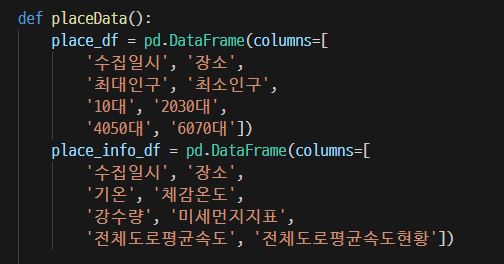 def placeData():
    place_df = pd.DataFrame(columns=[
        '수집일시', '장소',
        '최대인구', '최소인구',
        '10대', '2030대',
        '4050대', '6070대'])
    place_info_df = pd.DataFrame(columns=[
        '수집일시', '장소',
        '기온', '체감온도',
        '강수량', '미세먼지지표',
        '전체도로평균속도', '전체도로평균속도현황'])